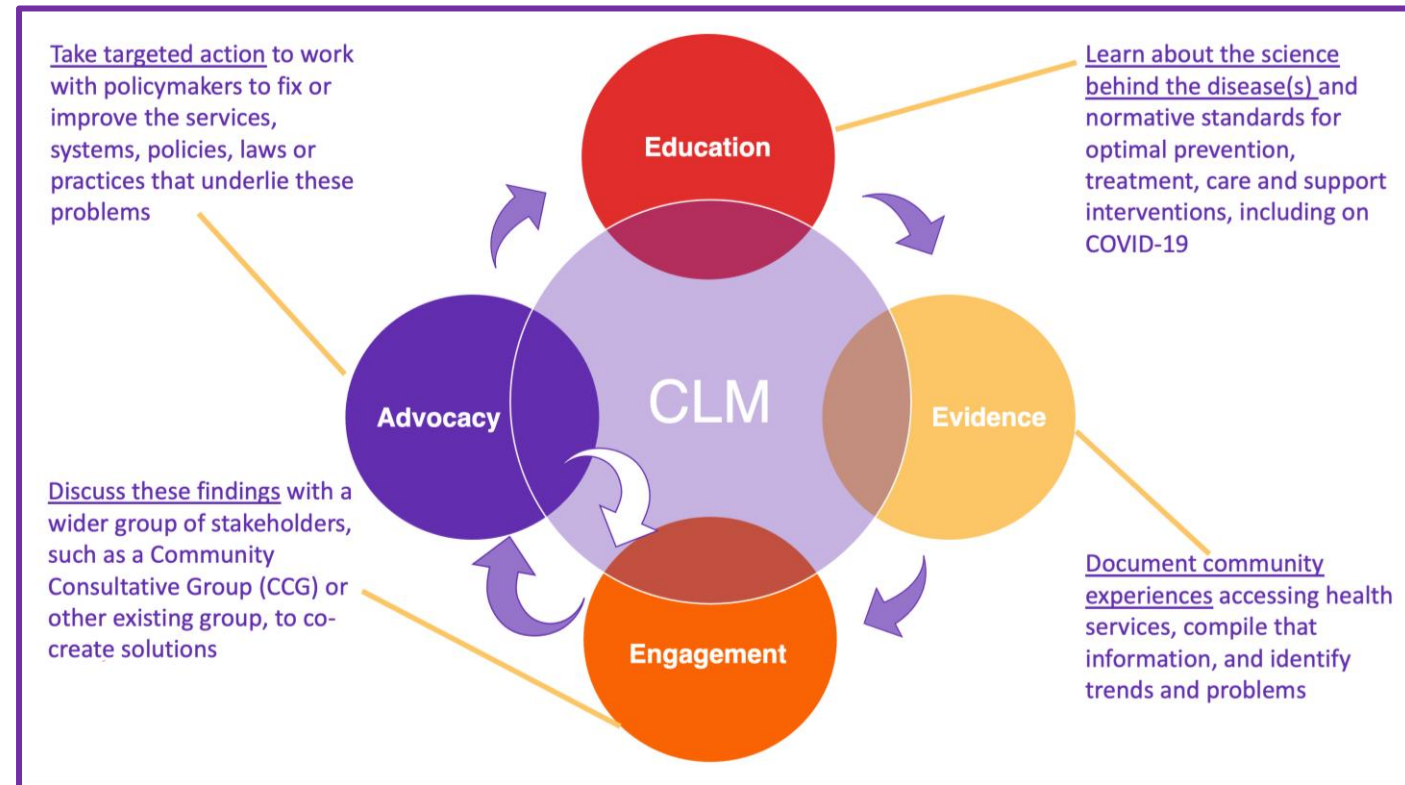 Take targeted action to work
with policymakers to fix or
improve the services,
systems, policies, laws or
practices that underlie these
problems
Education
Learn about the science
behind the disease(s) and
normative standards for
optimal prevention,
treatment, care and support
interventions, including on
COVID-19
Advocacy
CLM
Evidence
Discuss these findings with a
wider group of stakeholders,
such as a Community
Consultative Group (CCG) or
other existing group, to co-
create solutions
Engagement
Document community
experiences accessing health
services, compile that
information, and identify
trends and problems